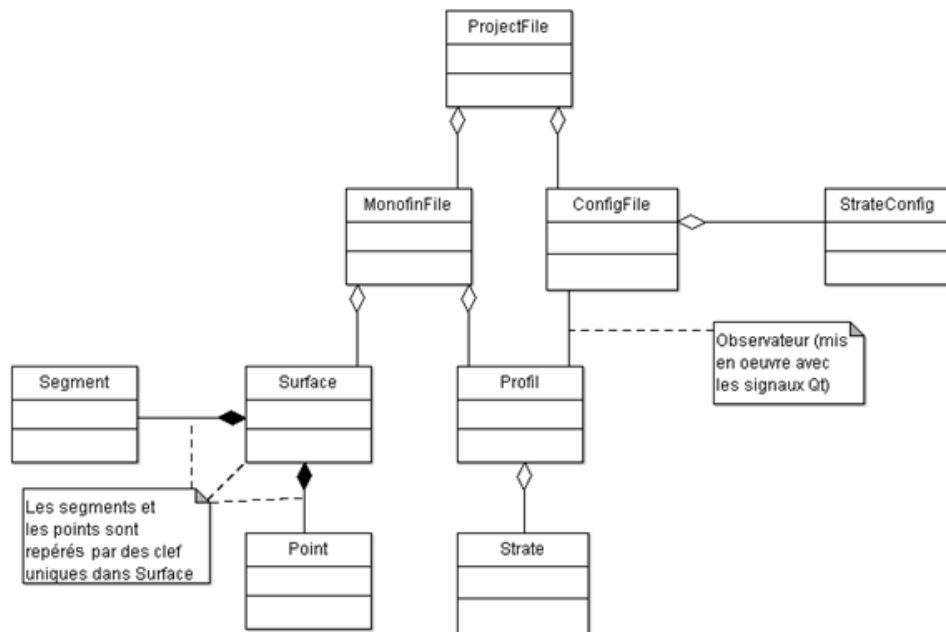 ProjectFile
MonofinFile
ConfigFile
StrateConfig
Observateur (mis
en oeuvre avec
les signaux Qt)
Segment
Surface
Profil
Les segments et
les points sont
repérés par des clef
uniques dans Surface
Point
Strate